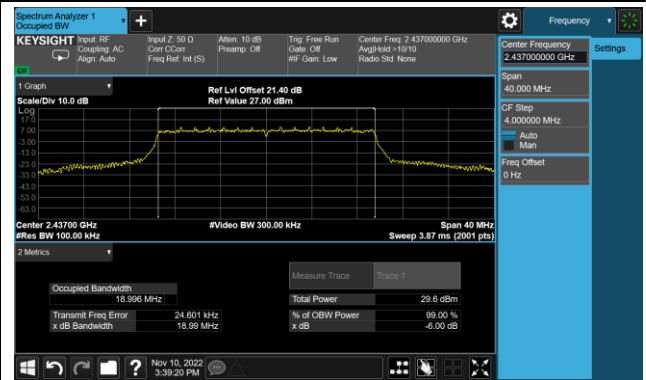 Spectrum Analyzer 1
Occupied BW
Frequency
KEYSIGHT
Input: RF
Coupling: AC
Align: Auto
Input Z: 50 Ω
Corr CCorr
Freq Ref: Int (S)
Atten: 10 dB
Preamp: Off
Trig: Free Run
Gate: Off
#IF Gain: Low
Center Freq: 2.437000000 GHz
Avg|Hold:>10/10
Radio Std: None
LNI
Center Frequency
2.437000000 GHz
Settings
Span
40.000 MHz
CF Step
4.000000 MHz
Auto
Man
Freq Offset
0 Hz
1 Graph
Scale/Div 10.0 dB
Ref Lvl Offset 21.40 dB
Ref Value 27.00 dBm
Log
17.0
7.00
-3.00
-13.0
-23.0
-33.0
-43.0
-53.0
-63.0
Center 2.43700 GHz
#Video BW 300.00 kHz
Span 40 MHz
#Res BW 100.00 kHz
Sweep 3.87 ms (2001 pts)
2 Metrics
Measure Trace
Trace 1
Occupied Bandwidth
18.996 MHz
Total Power
29.6 dBm
Transmit Freq Error
24.601 kHz
% of OBW Power
99.00 %
x dB Bandwidth
18.99 MHz
x dB
-6.00 dB
?
Nov 10, 2022
3:39:20 PM